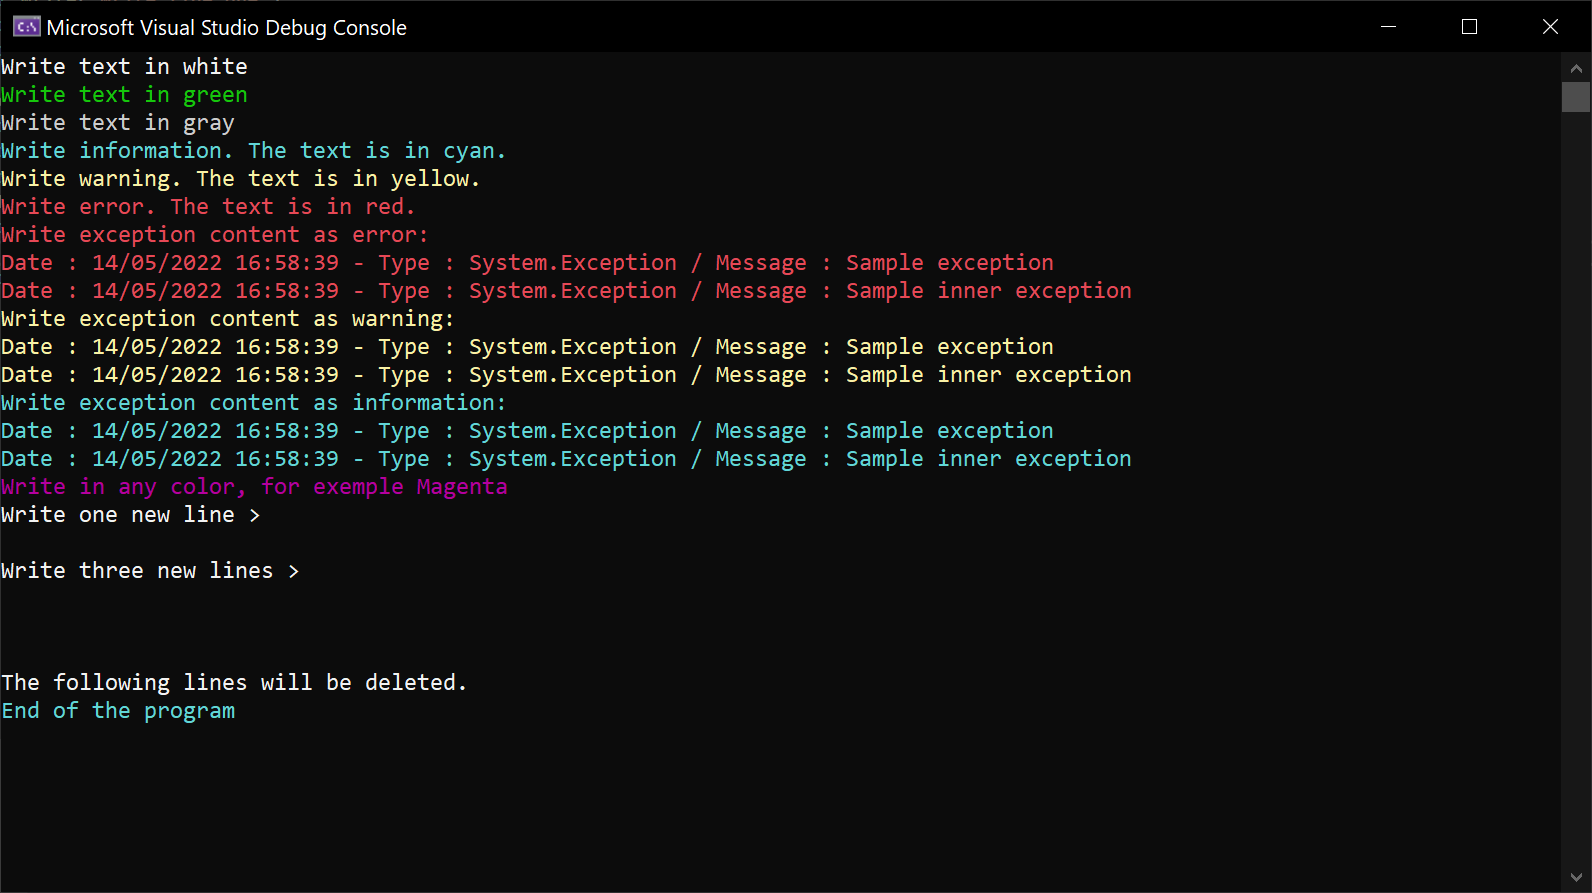 Microsoft Visual Studio Debug Console
Write text in white
Write text in green
Write text in gray
Write information. The text is in cyan.
Write warning. The text is in yellow.
Write error. The text is in red.
Write exception content as error:
Date : 14/05/2022 16:58:39 - Type : System.Exception / Message : Sample exception
Date : 14/05/2022 16:58:39 - Type : System.Exception / Message : Sample inner exception
Write exception content as warning:
Date : 14/05/2022 16:58:39 - Type : System.Exception / Message : Sample exception
Date : 14/05/2022 16:58:39 - Type : System.Exception / Message : Sample inner exception
Write exception content as information:
Date : 14/05/2022 16:58:39 - Type : System.Exception / Message : Sample exception
Date : 14/05/2022 16:58:39 - Type : System.Exception / Message : Sample inner exception
Write in any color, for exemple Magenta
Write one new line >
Write three new lines >
The following lines will be deleted.
End of the program